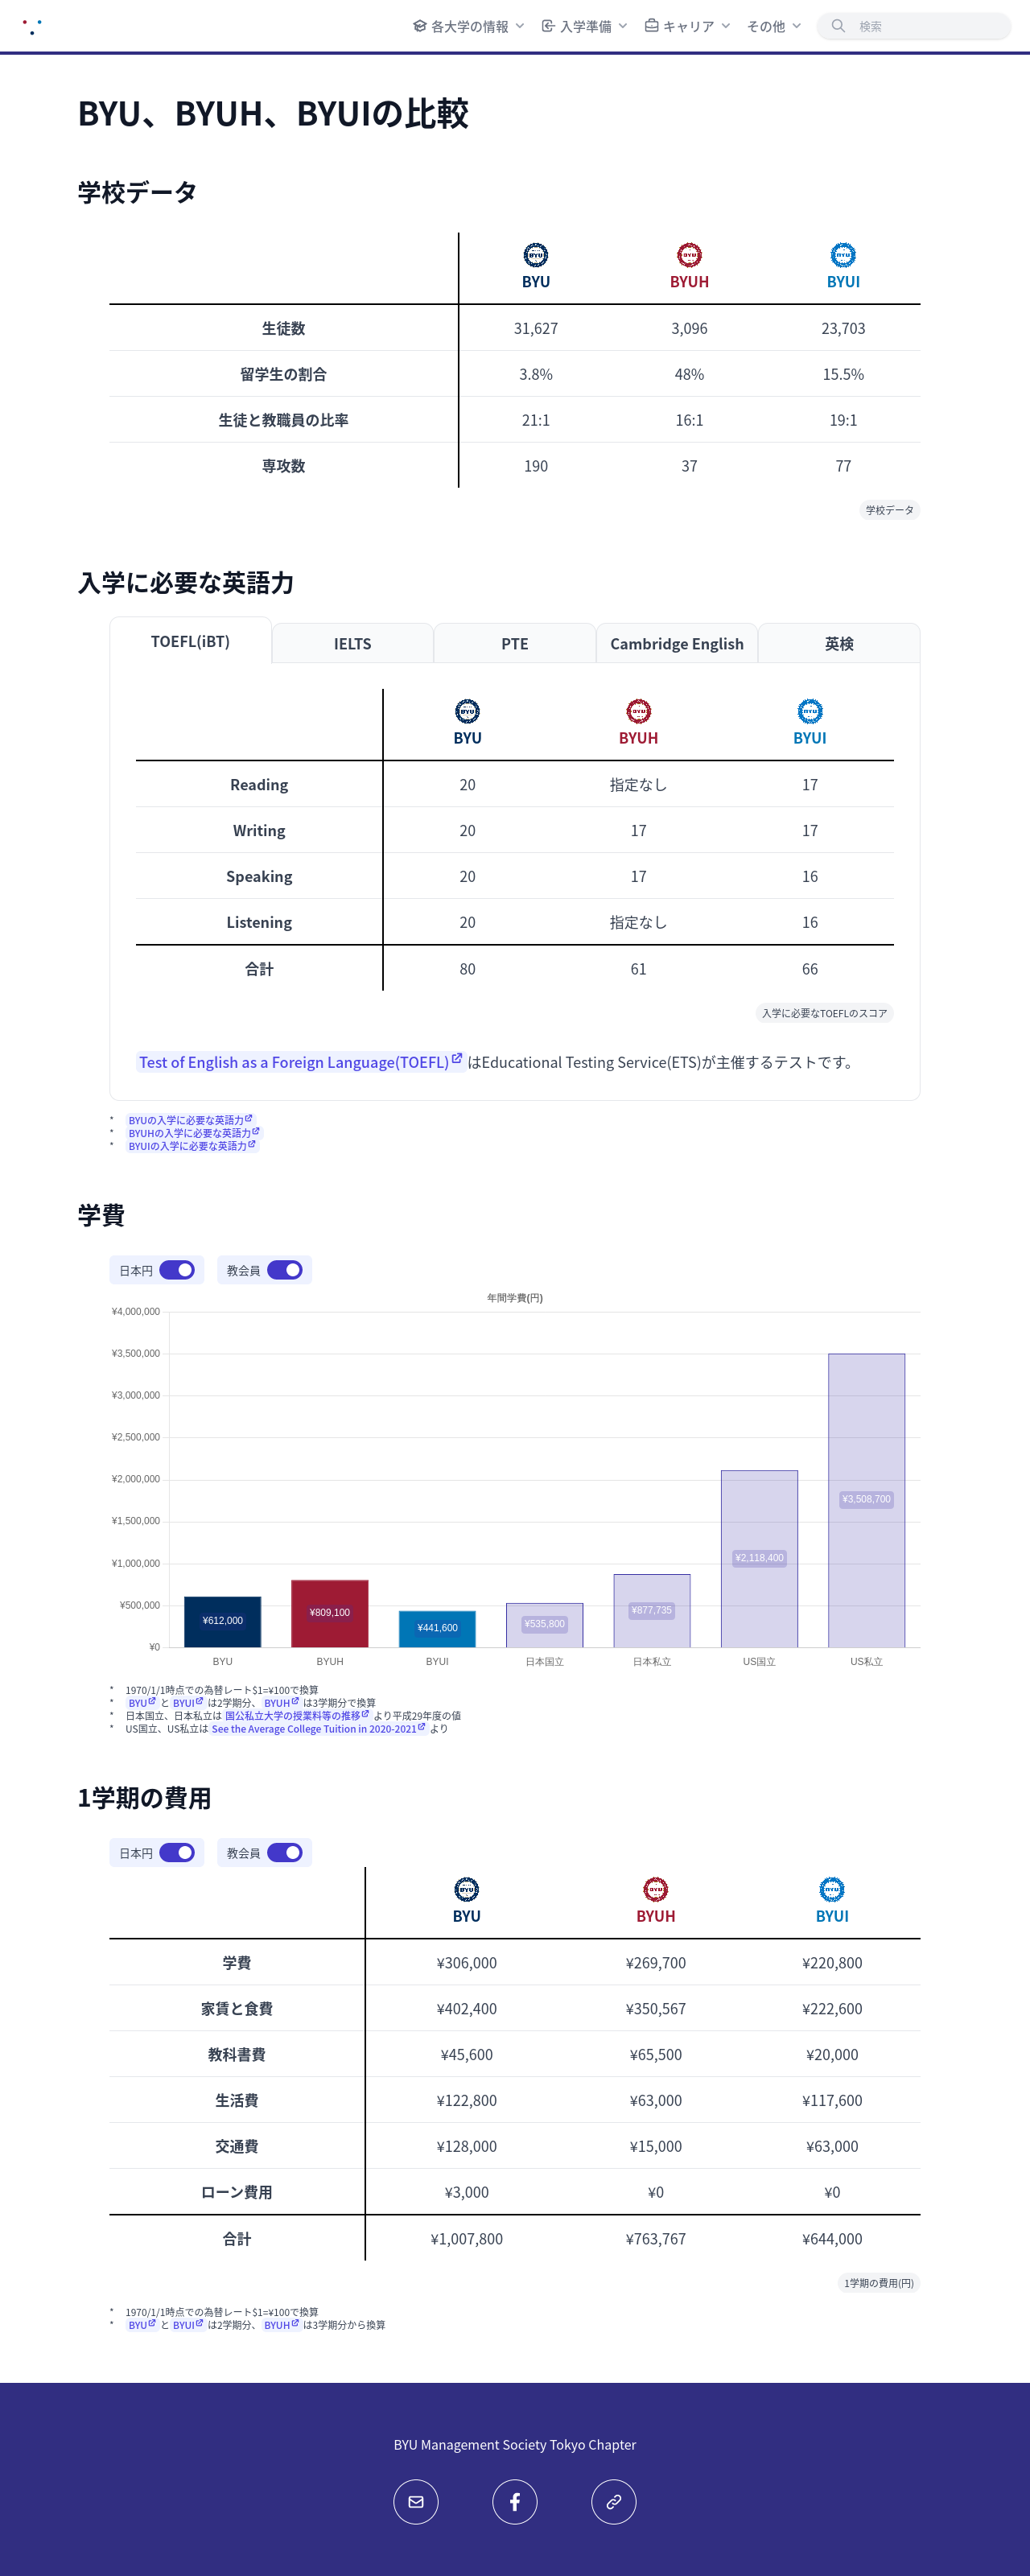 各大学の情報 入学準備 キャリア その他 検索
BYU、BYUH、BYUIの比較
学校データ
BYU BYUH BYUI
生徒数 31,627 3,096 23,703
留学生の割合 3.8% 48% 15.5%
生徒と教職員の比率 21:1 16:1 19:1
専攻数 190 37 77
学校データ
入学に必要な英語力
TOEFL(iBT) IELTS PTE Cambridge English 英検
BYU BYUH BYUI
Reading 20 指定なし 17
Writing 20 17 17
Speaking 20 17 16
Listening 20 指定なし 16
合計 80 61 66
入学に必要なTOEFLのスコア
Test of English as a Foreign Language(TOEFL)はEducational Testing Service(ETS)が主催するテストです。
* BYUの入学に必要な英語力
* BYUHの入学に必要な英語力
* BYUIの入学に必要な英語力
学費
日本円 教会員
年間学費(円)
¥4,000,000
¥3,500,000
¥3,000,000
¥2,500,000
¥2,000,000
¥1,500,000
¥1,000,000
¥500,000
¥0
¥612,000 ¥809,100 ¥441,600 ¥535,800 ¥877,735 ¥2,118,400 ¥3,508,700
BYU BYUH BYUI 日本国立 日本私立 US国立 US私立
* 1970/1/1時点での為替レート$1=¥100で換算
* BYU と BYUI は2学期分、 BYUH は3学期分で換算
* 日本国立、日本私立は 国公私立大学の授業料等の推移 より平成29年度の値
* US国立、US私立は See the Average College Tuition in 2020-2021 より
1学期の費用
日本円 教会員
BYU BYUH BYUI
学費 ¥306,000 ¥269,700 ¥220,800
家賃と食費 ¥402,400 ¥350,567 ¥222,600
教科書費 ¥45,600 ¥65,500 ¥20,000
生活費 ¥122,800 ¥63,000 ¥117,600
交通費 ¥128,000 ¥15,000 ¥63,000
ローン費用 ¥3,000 ¥0 ¥0
合計 ¥1,007,800 ¥763,767 ¥644,000
1学期の費用(円)
* 1970/1/1時点での為替レート$1=¥100で換算
* BYU と BYUI は2学期分、 BYUH は3学期分から換算
BYU Management Society Tokyo Chapter